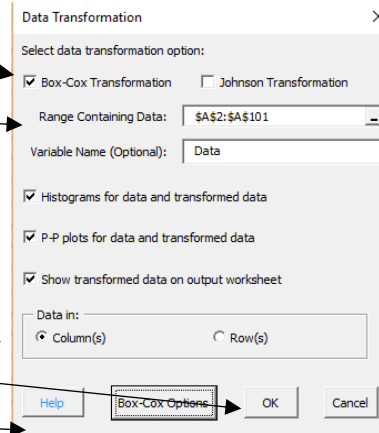 Data Transformation
Select data transformation option:
Box-Cox Transformation Johnson Transformation
Range Containing Data: $A$2:$A$101
Variable Name (Optional): Data
Histograms for data and transformed data
P-P plots for data and transformed data
Show transformed data on output worksheet
Data in:
Column(s) Row(s)
Help Box-Cox Options OK Cancel